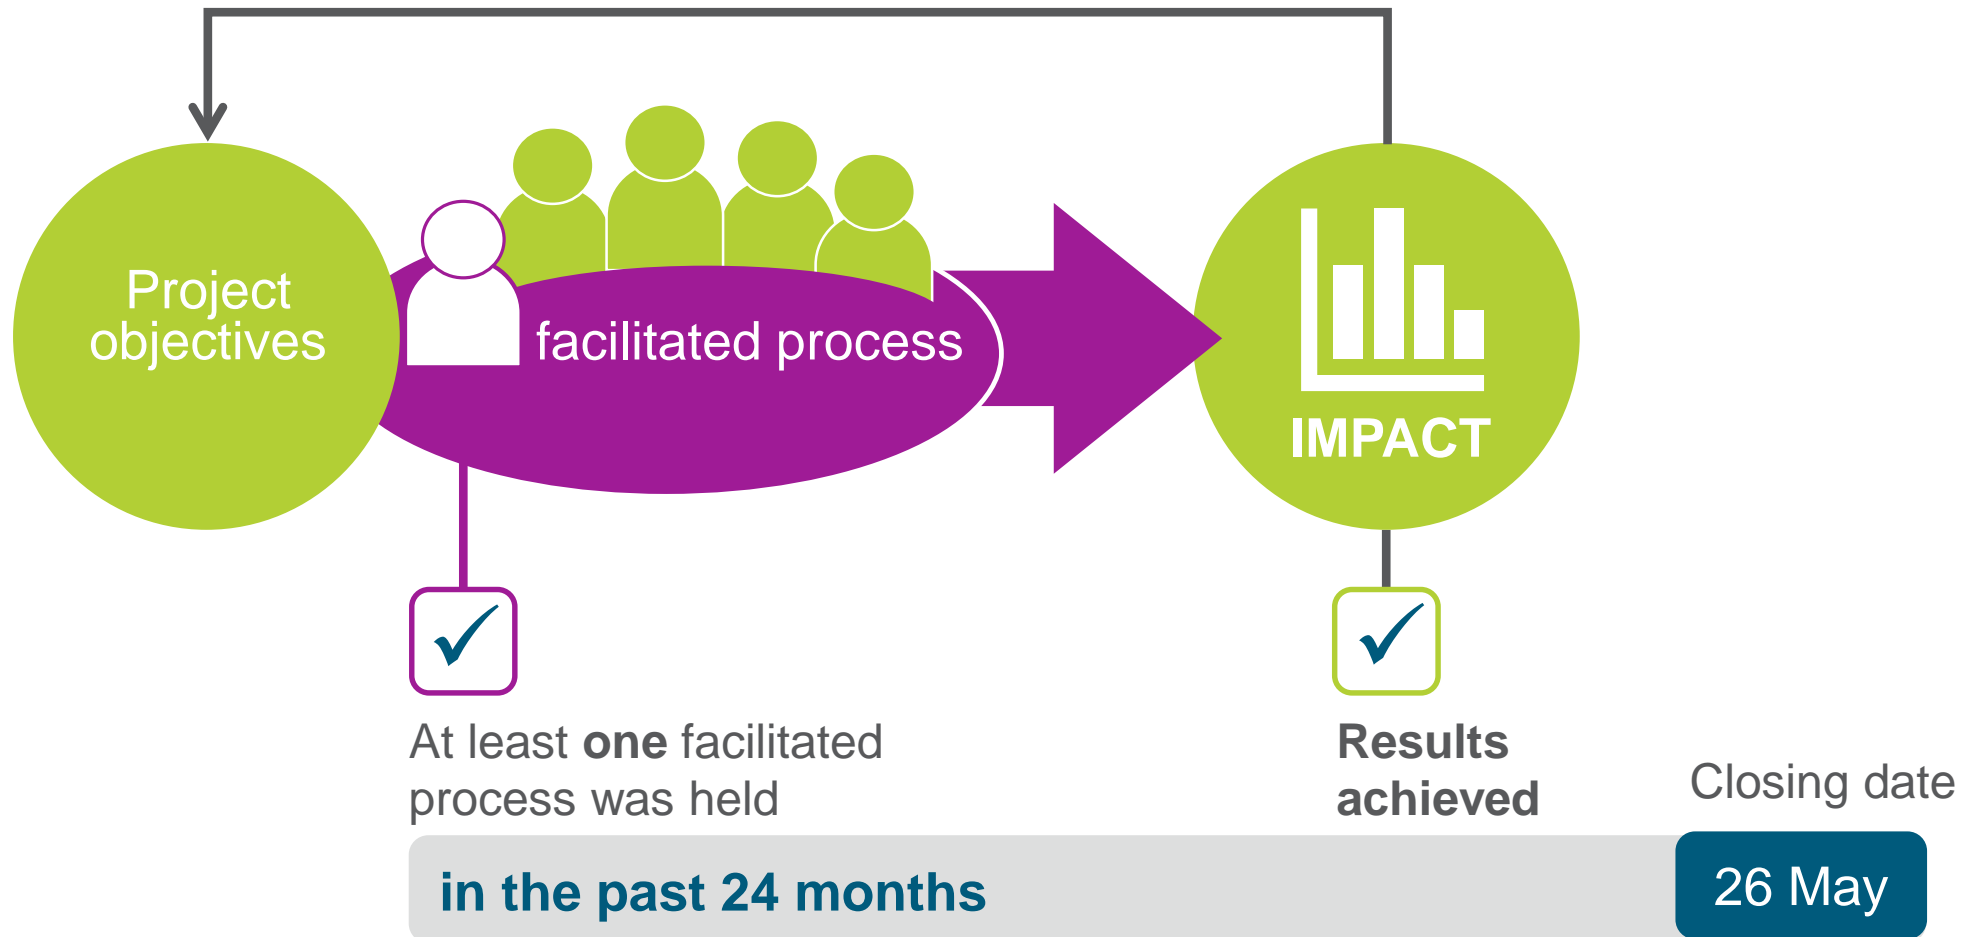 Project
objectives
facilitated process
IMPACT
At least one facilitated
process was held
Results
achieved
Closing date
in the past 24 months
26 May